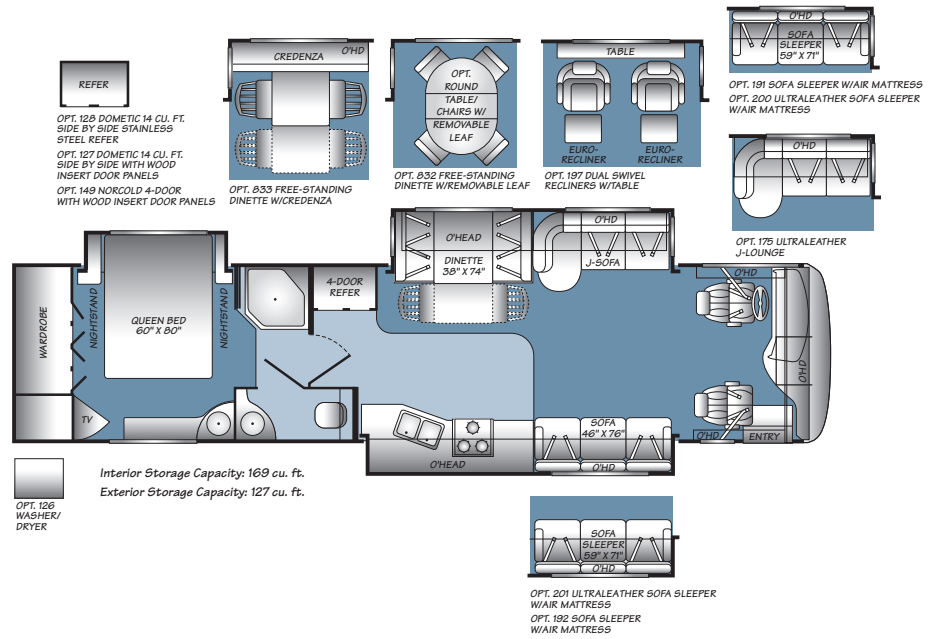 REFER
OPT. 128 DOMETIC 14 CU. FT.
SIDE BY SIDE STAINLESS
STEEL REFER
OPT. 127 DOMETIC 14 CU. FT.
SIDE BY SIDE WITH WOOD
INSERT DOOR PANELS
OPT. 149 NORCOLD 4-DOOR
WITH WOOD INSERT DOOR PANELS
O'HD
CREDENZA
OPT. 833 FREE-STANDING
DINETTE W/CREDENZA
OPT.
ROUND
TABLE/
CHAIRS W/
REMOVABLE
LEAF
OPT. 832 FREE-STANDING
DINETTE W/REMOVABLE LEAF
TABLE
EURO-
RECLINER
EURO-
RECLINER
OPT. 197 DUAL SWIVEL
RECLINERS W/TABLE
O'HD
SOFA
SLEEPER
59" X 71"
OPT. 191 SOFA SLEEPER W/AIR MATTRESS
OPT. 200 ULTRALEATHER SOFA SLEEPER
W/AIR MATTRESS
O'HD
OPT. 175 ULTRALEATHER
J-LOUNGE
WARDROBE
NIGHTSTAND
QUEEN BED
60" X 80"
NIGHTSTAND
TV
4-DOOR
REFER
O'HEAD
DINETTE
38" X 74"
O'HD
J-SOFA
O'HD
O'HD
O'HEAD
SOFA
46" X 76"
O'HD
O'HD
ENTRY
OPT. 126
WASHER/
DRYER
Interior Storage Capacity: 169 cu. ft.
Exterior Storage Capacity: 127 cu. ft.
SOFA
SLEEPER
59" X 71"
O'HD
OPT. 201 ULTRALEATHER SOFA SLEEPER
W/AIR MATTRESS
OPT. 192 SOFA SLEEPER
W/AIR MATTRESS